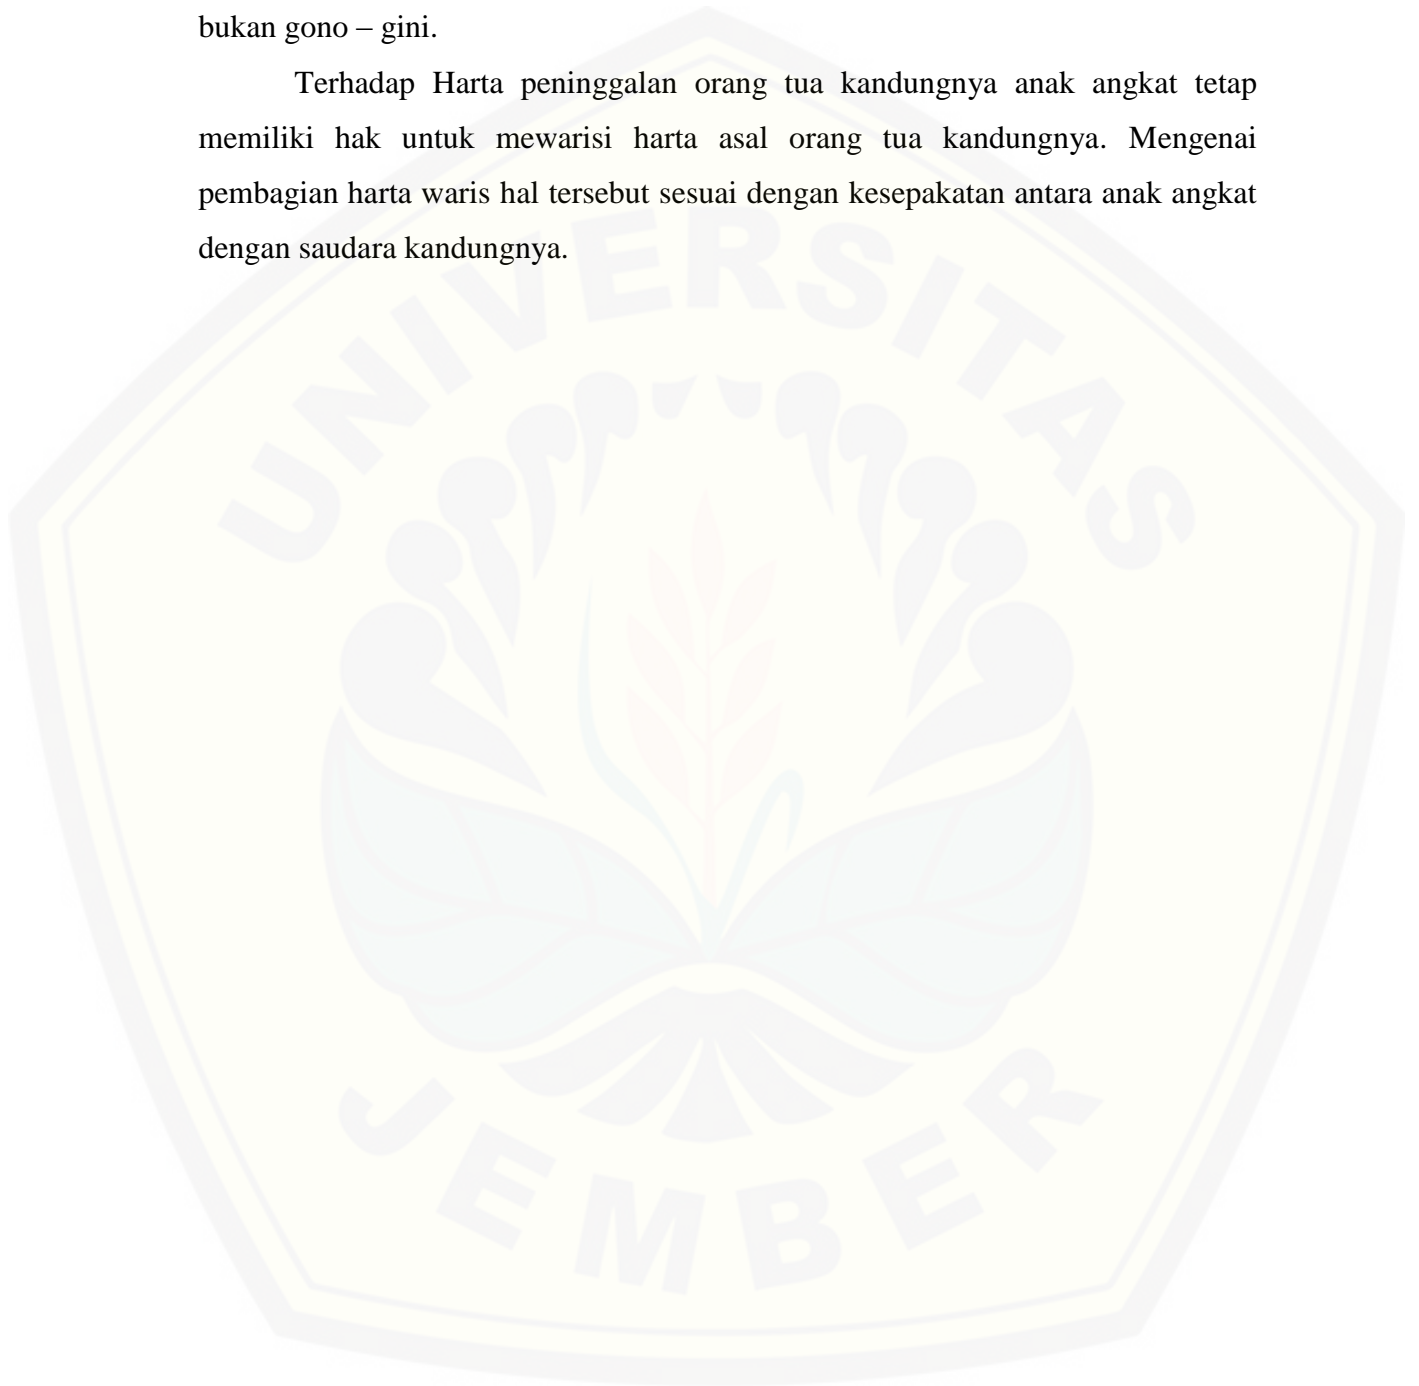 bukan gono – gini.
Terhadap Harta peninggalan orang tua kandungnya anak angkat tetap
memiliki hak untuk mewarisi harta asal orang tua kandungnya. Mengenai
pembagian harta waris hal tersebut sesuai dengan kesepakatan antara anak angkat
dengan saudara kandungnya.
UNIVERSITAS
JEMBER